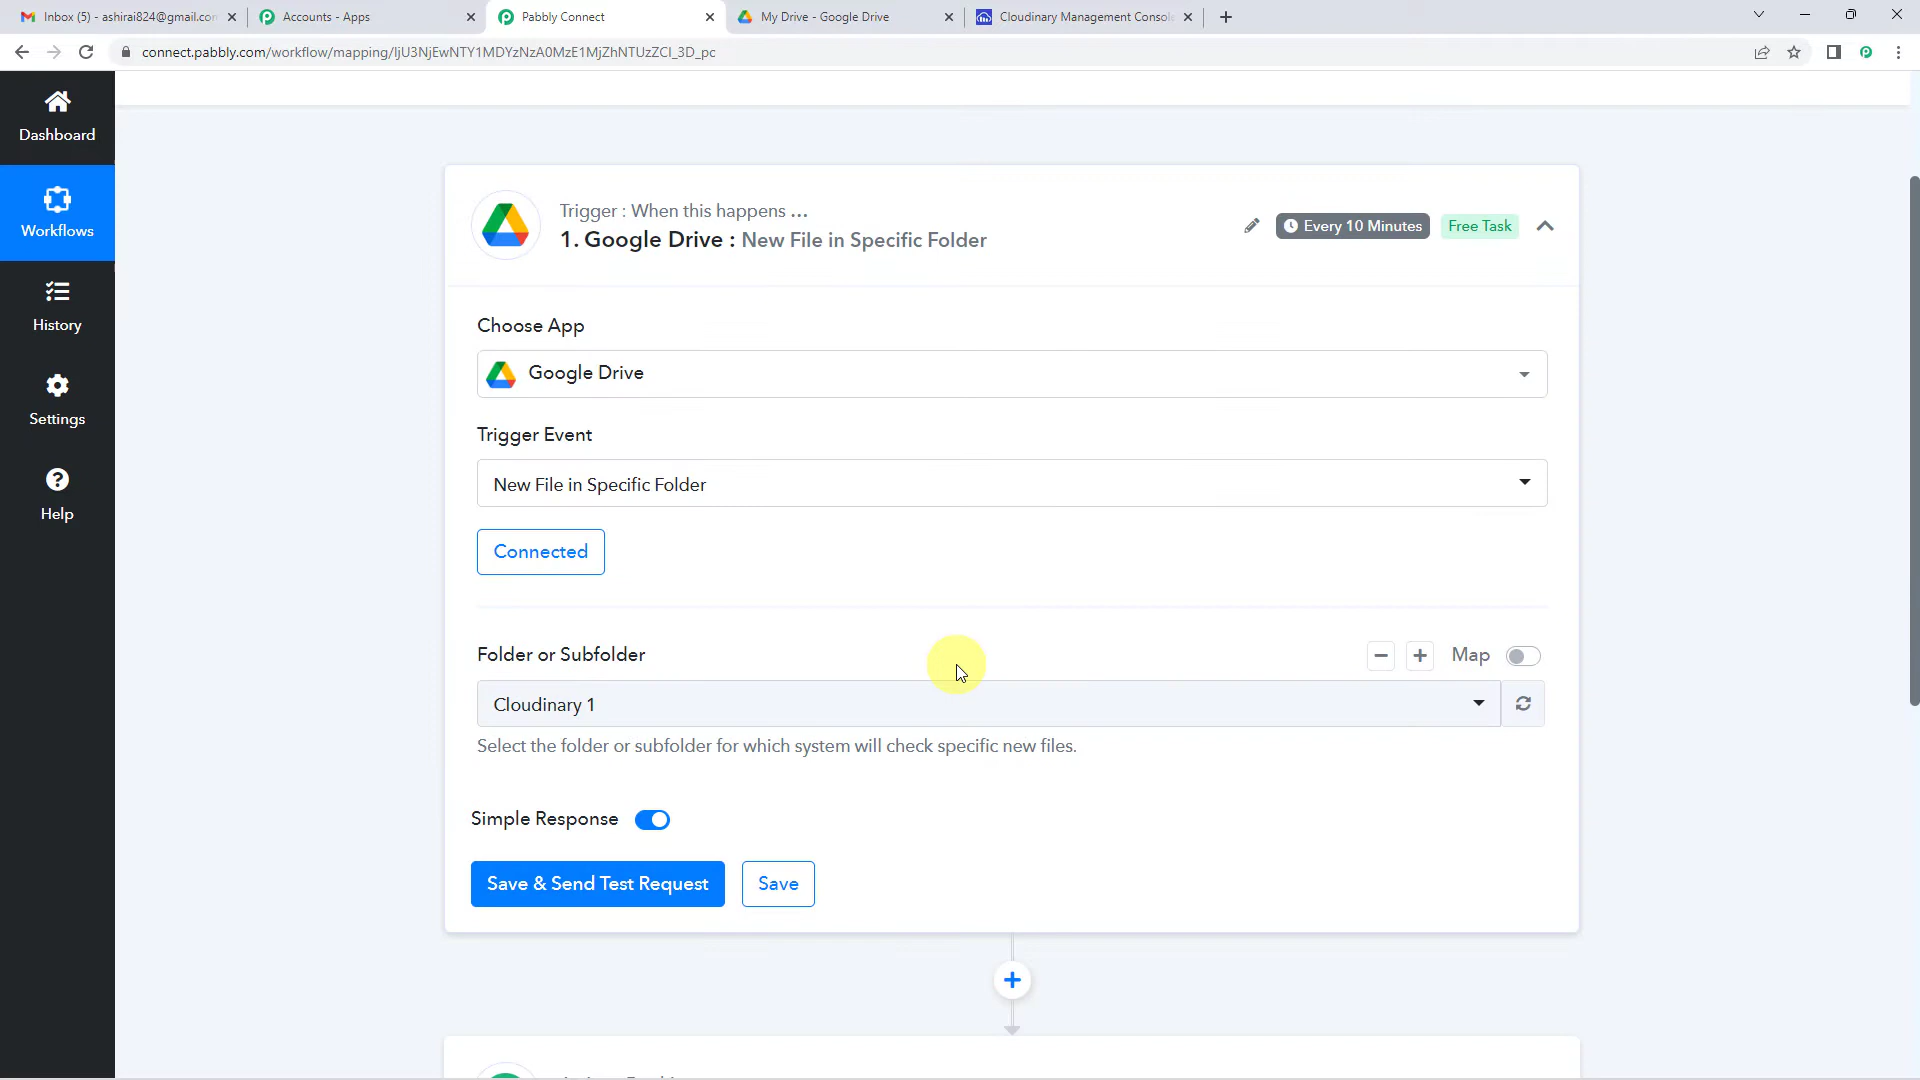 Inbox (5) - ashirai824@gmail.com
Accounts - Apps
Pabbly Connect
My Drive - Google Drive
Cloudinary Management Console
connect.pabbly.com/workflow/mapping/IjU3NjEwNTY1MDYzNzA0MzE1MjZhNTUzZCI_3D_pc
Dashboard
Workflows
History
Settings
Help
Trigger : When this happens ...
1. Google Drive : New File in Specific Folder
Every 10 Minutes
Free Task
Choose App
Google Drive
Trigger Event
New File in Specific Folder
Connected
Folder or Subfolder
Map
Cloudinary 1
Select the folder or subfolder for which system will check specific new files.
Simple Response
Save & Send Test Request
Save